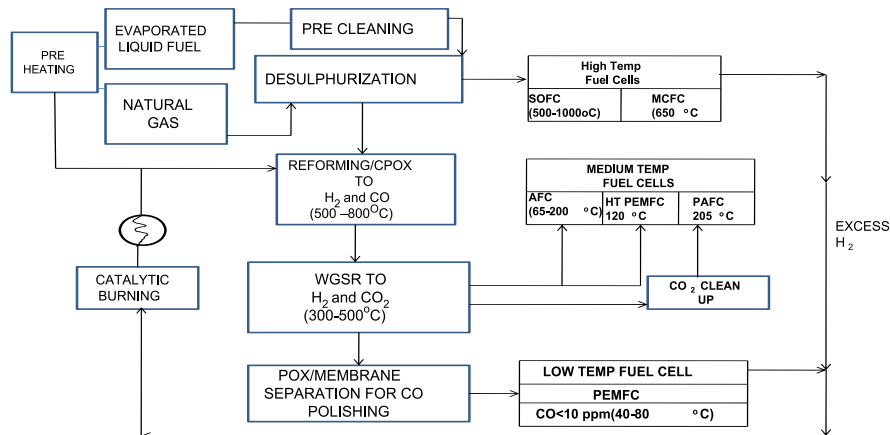 PRE
HEATING
EVAPORATED
LIQUID FUEL
PRE CLEANING
DESULPHURIZATION
NATURAL
GAS
High Temp
Fuel Cells
SOFC
(500-1000oC)
MCFC
(650 °C
REFORMING/CPOX
TO
H₂ and CO
(500 –800⁰C)
MEDIUM TEMP
FUEL CELLS
AFC
(65-200 °C)
HT PEMFC
120 °C
PAFC
205 °C
EXCESS
H₂
CATALYTIC
BURNING
WGSR TO
H₂ and CO₂
(300-500⁰C)
CO ₂ CLEAN
UP
POX/MEMBRANE
SEPARATION FOR CO
POLISHING
LOW TEMP FUEL CELL
PEMFC
CO<10 ppm(40-80 °C)